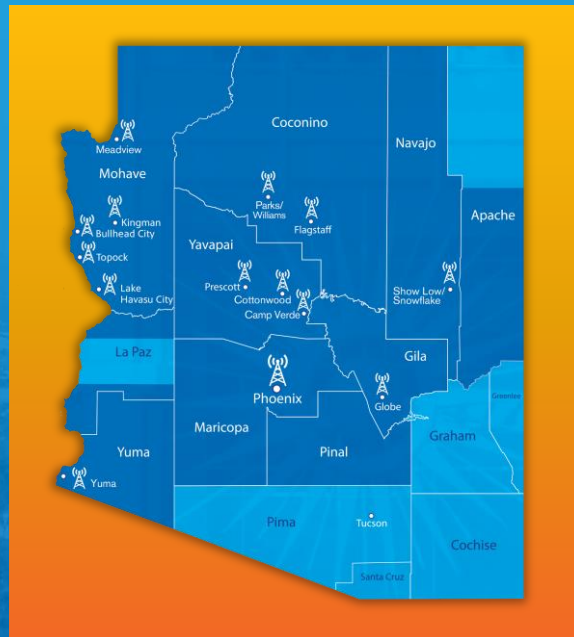 Coconino
Navajo
Meadview
Mohave
Parks/
Williams
Kingman
Bullhead City
Flagstaff
Apache
Yavapai
Topock
Prescott
Cottonwood
Camp Verde
Lake
Havasu City
Show Low/
Snowflake
La Paz
Gila
Phoenix
Globe
Greenlee
Maricopa
Graham
Yuma
Pinal
Yuma
Pima
Tucson
Cochise
Santa Cruz